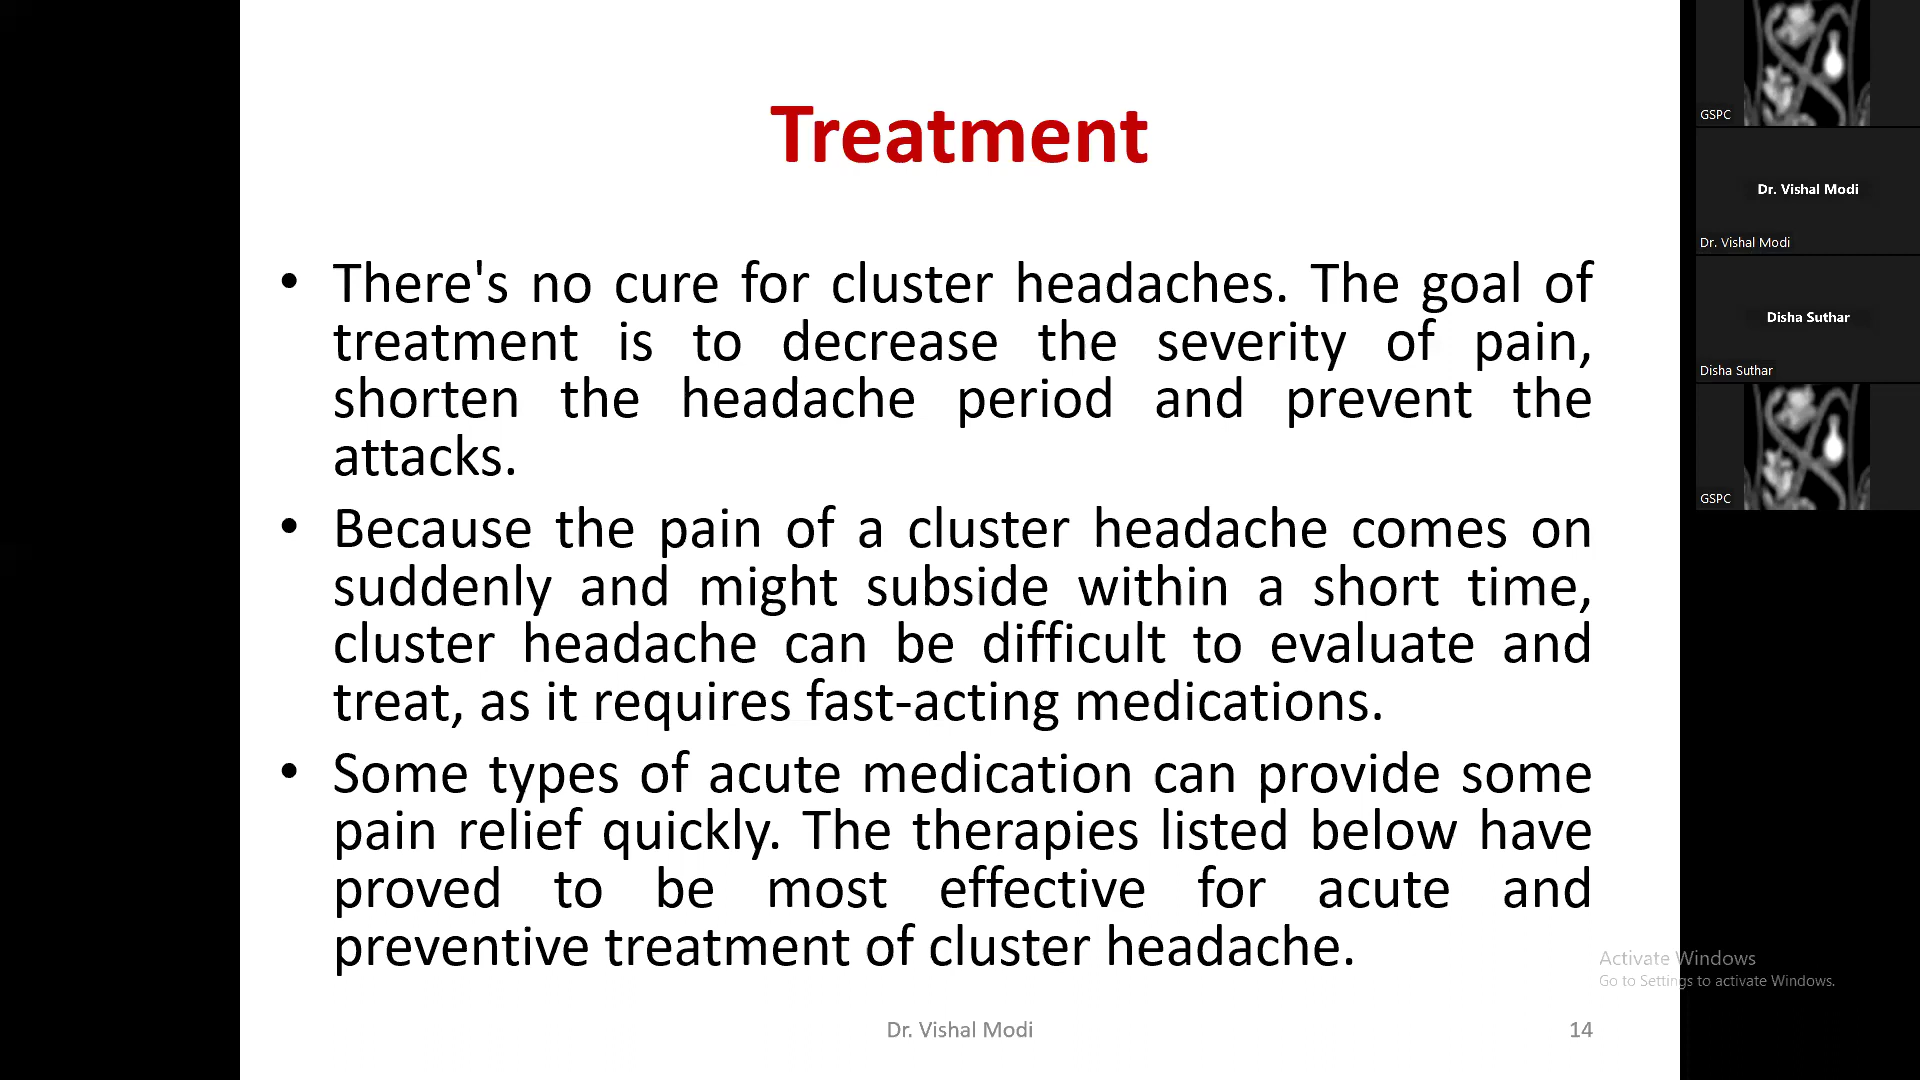 Treatment
• There's no cure for cluster headaches. The goal of
treatment is to decrease the severity of pain,
shorten the headache period and prevent the
attacks.
• Because the pain of a cluster headache comes on
suddenly and might subside within a short time,
cluster headache can be difficult to evaluate and
treat, as it requires fast-acting medications.
• Some types of acute medication can provide some
pain relief quickly. The therapies listed below have
proved to be most effective for acute and
preventive treatment of cluster headache.
Dr. Vishal Modi
14
GSPC
Dr. Vishal Modi
Dr. Vishal Modi
Disha Suthar
Disha Suthar
GSPC
Activate Windows
Go to Settings to activate Windows.